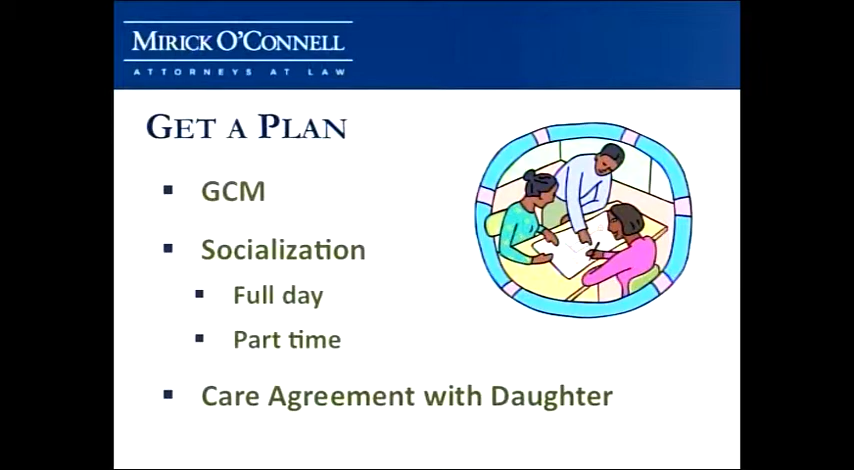 MIRICK O'CONNELL
ATTORNEYS AT LAW
GET A PLAN
GCM
Socialization
Full day
Part time
Care Agreement with Daughter